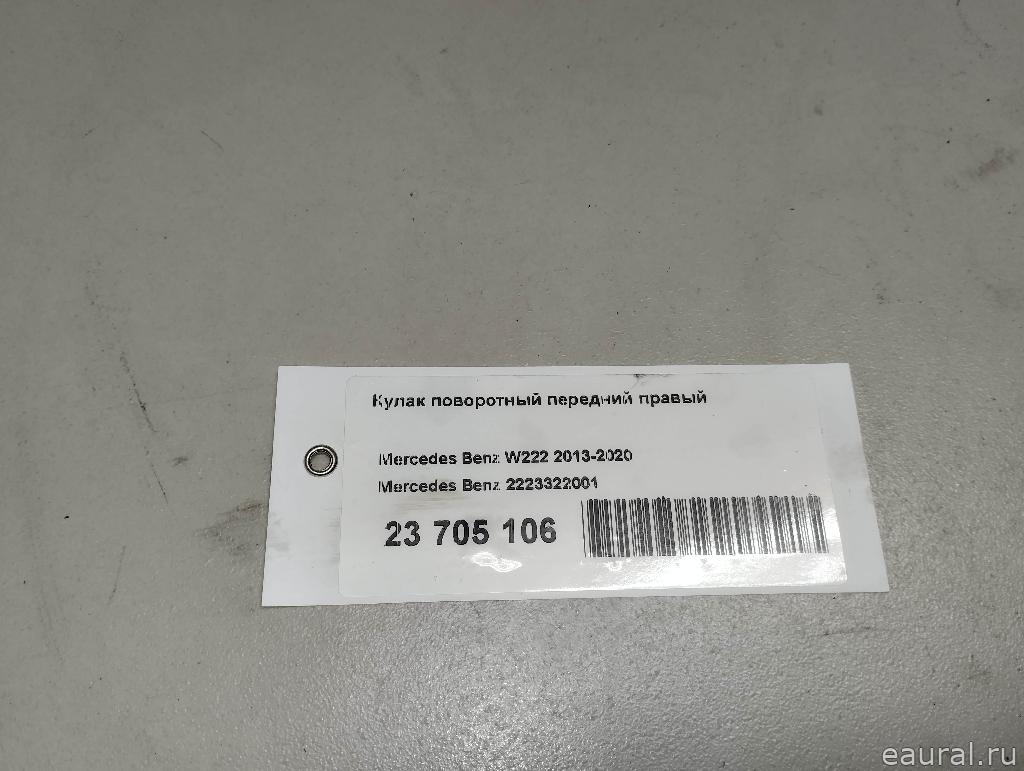 Кулак поворотный передний правый
Mercedes Benz W222 2013-2020
Mercedes Benz 2223322001
23 705 106
eaural.ru